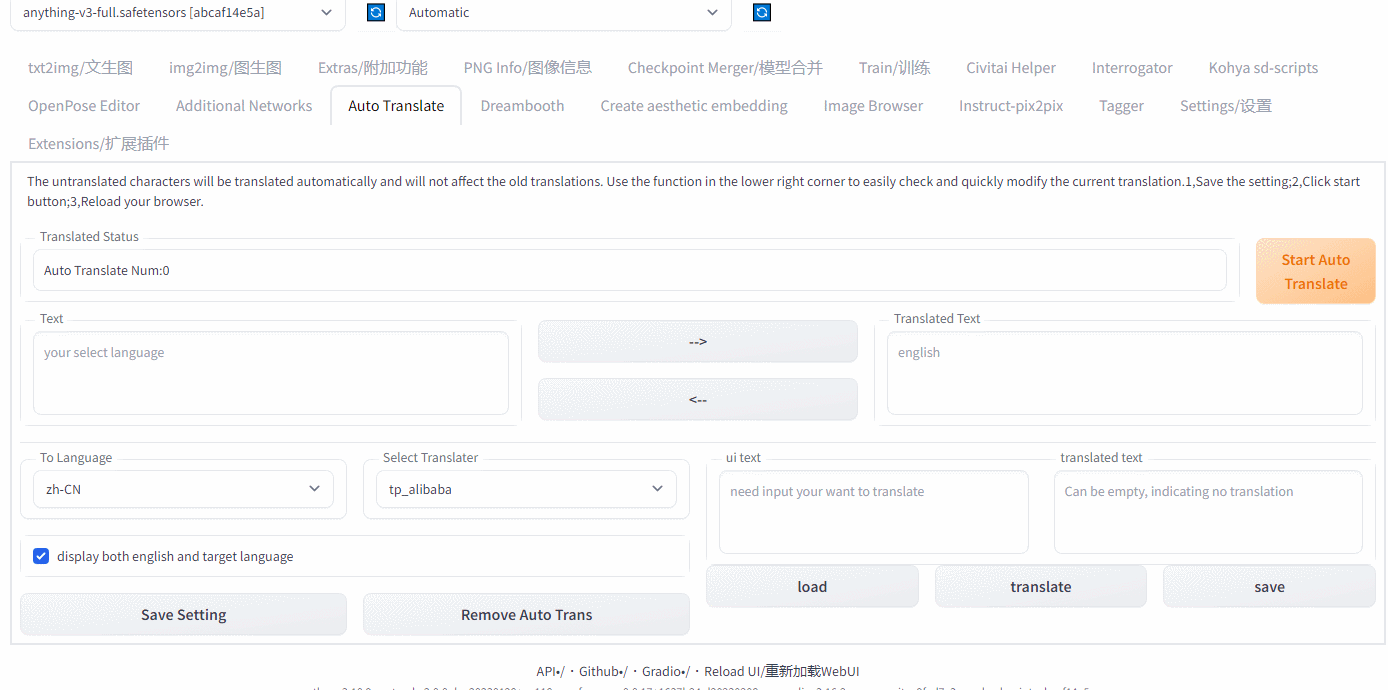 anything-v3-full.safetensors [abcaf14e5a] Automatic
txt2img/文生图 img2img/图生图 Extras/附加功能 PNG Info/图像信息 Checkpoint Merger/模型合并 Train/训练 Civitai Helper Interrogator Kohya sd-scripts
OpenPose Editor Additional Networks Auto Translate Dreambooth Create aesthetic embedding Image Browser Instruct-pix2pix Tagger Settings/设置
Extensions/扩展插件
The untranslated characters will be translated automatically and will not affect the old translations. Use the function in the lower right corner to easily check and quickly modify the current translation.1,Save the setting;2,Click start
button;3,Reload your browser.
Translated Status
Auto Translate Num:0
Start Auto
Translate
Text
your select language
-->
<--
Translated Text
english
To Language
zh-CN
Select Translater
tp_alibaba
ui text
need input your want to translate
translated text
Can be empty, indicating no translation
display both english and target language
load
translate
save
Save Setting
Remove Auto Trans
API•/ · Github•/ · Gradio•/ · Reload UI/重新加载WebUI